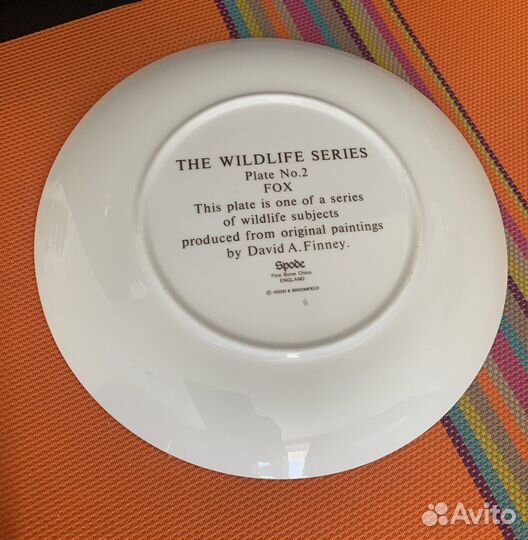 THE WILDLIFE SERIES
Plate No.2
FOX
This plate is one of a series
of wildlife subjects
produced from original paintings
by David A. Finney.
Spode
Fine Bone China
ENGLAND
© HOOD & BROOMFIELD
Avito